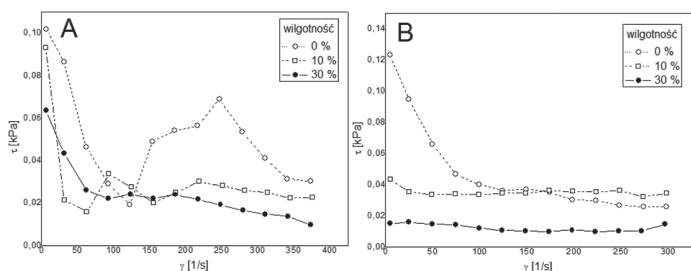 A
wilgotność
0 %
10 %
30 %
τ [kPa]
0,10
0,08
0,06
0,04
0,02
0,00
0 50 100 150 200 250 300 350 400
γ [1/s]
B
wilgotność
0 %
10 %
30 %
τ [kPa]
0,14
0,12
0,10
0,08
0,06
0,04
0,02
0,00
0 50 100 150 200 250 300
γ [1/s]